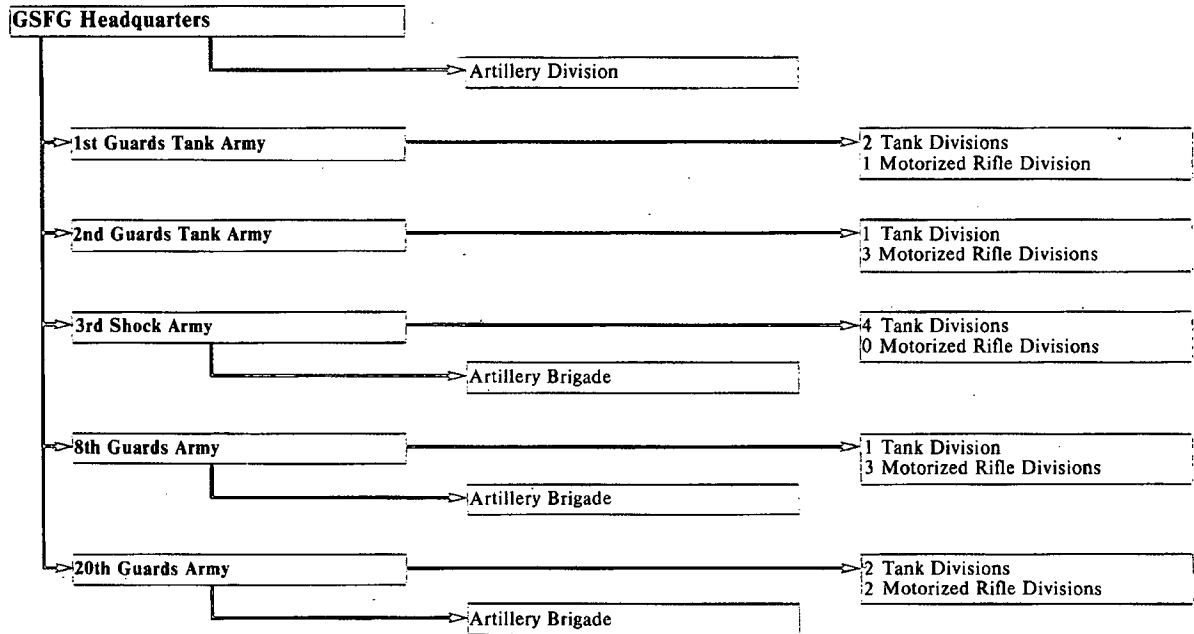 GSFG Headquarters
Artillery Division
1st Guards Tank Army
2 Tank Divisions
1 Motorized Rifle Division
2nd Guards Tank Army
1 Tank Division
3 Motorized Rifle Divisions
3rd Shock Army
4 Tank Divisions
0 Motorized Rifle Divisions
Artillery Brigade
8th Guards Army
1 Tank Division
3 Motorized Rifle Divisions
Artillery Brigade
20th Guards Army
2 Tank Divisions
2 Motorized Rifle Divisions
Artillery Brigade